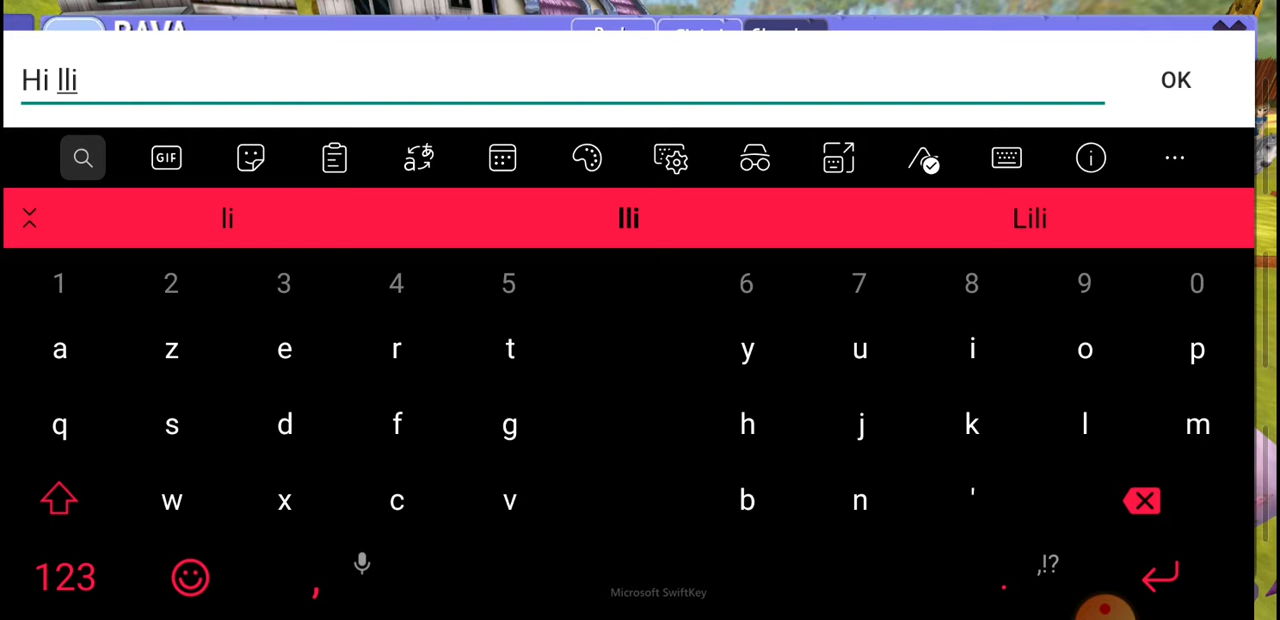 Hi lli
OK
GIF
li lli Lili
1 2 3 4 5 6 7 8 9 0
a z e r t y u i o p
q s d f g h j k l m
w x c v b n '
123 , Microsoft SwiftKey . ,!?